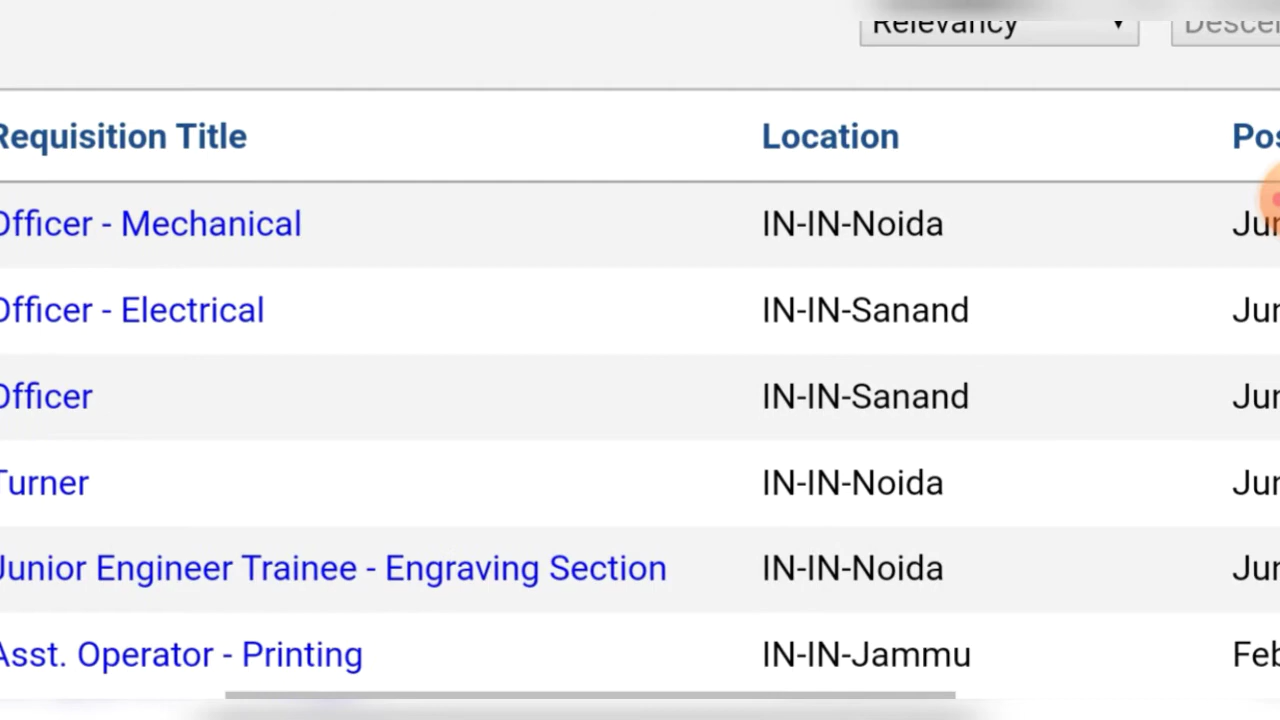 Relevancy
Requisition Title Location
Officer - Mechanical IN-IN-Noida
Officer - Electrical IN-IN-Sanand
Officer IN-IN-Sanand
Turner IN-IN-Noida
Junior Engineer Trainee - Engraving Section IN-IN-Noida
Asst. Operator - Printing IN-IN-Jammu Feb